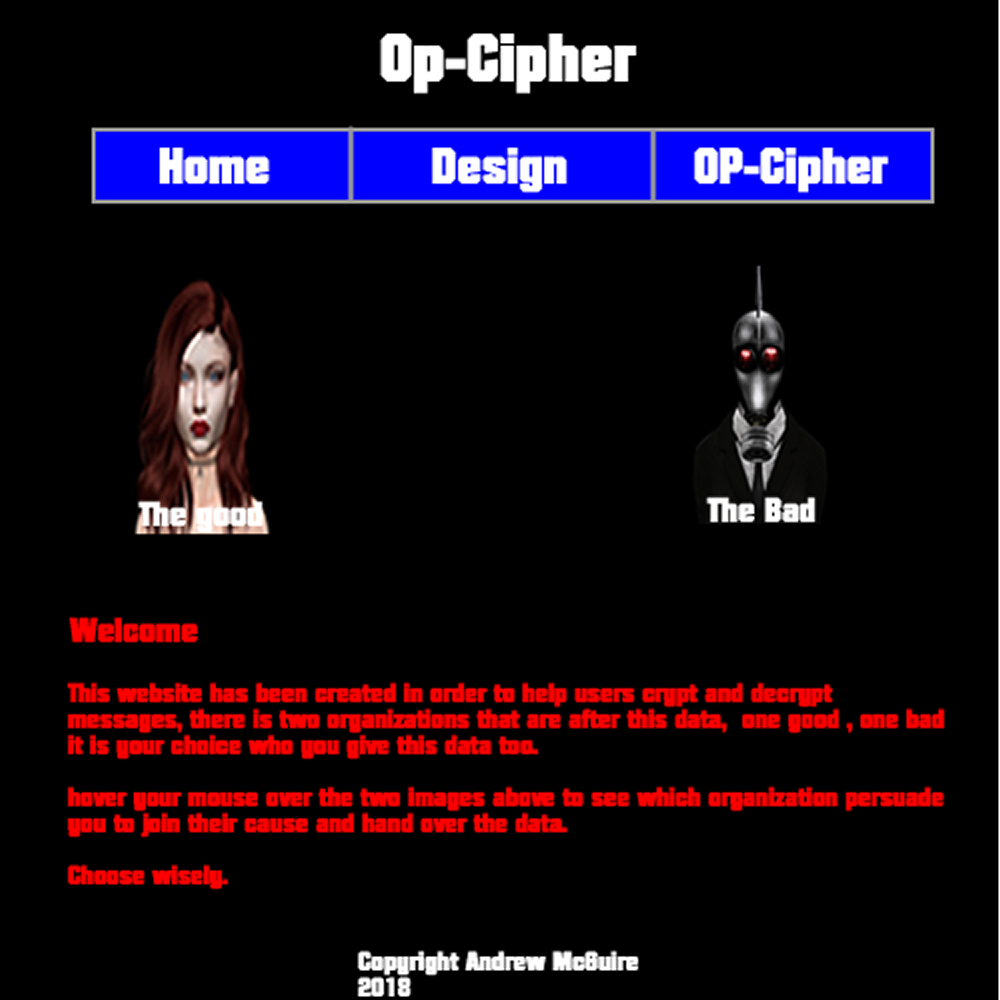 Op-Cipher
Home Design OP-Cipher
The good The Bad
Welcome
This website has been created in order to help users crypt and decrypt
messages, there is two organizations that are after this data, one good , one bad
it is your choice who you give this data too.
hover your mouse over the two images above to see which organization persuade
you to join their cause and hand over the data.
Choose wisely.
Copyright Andrew McGuire
2018